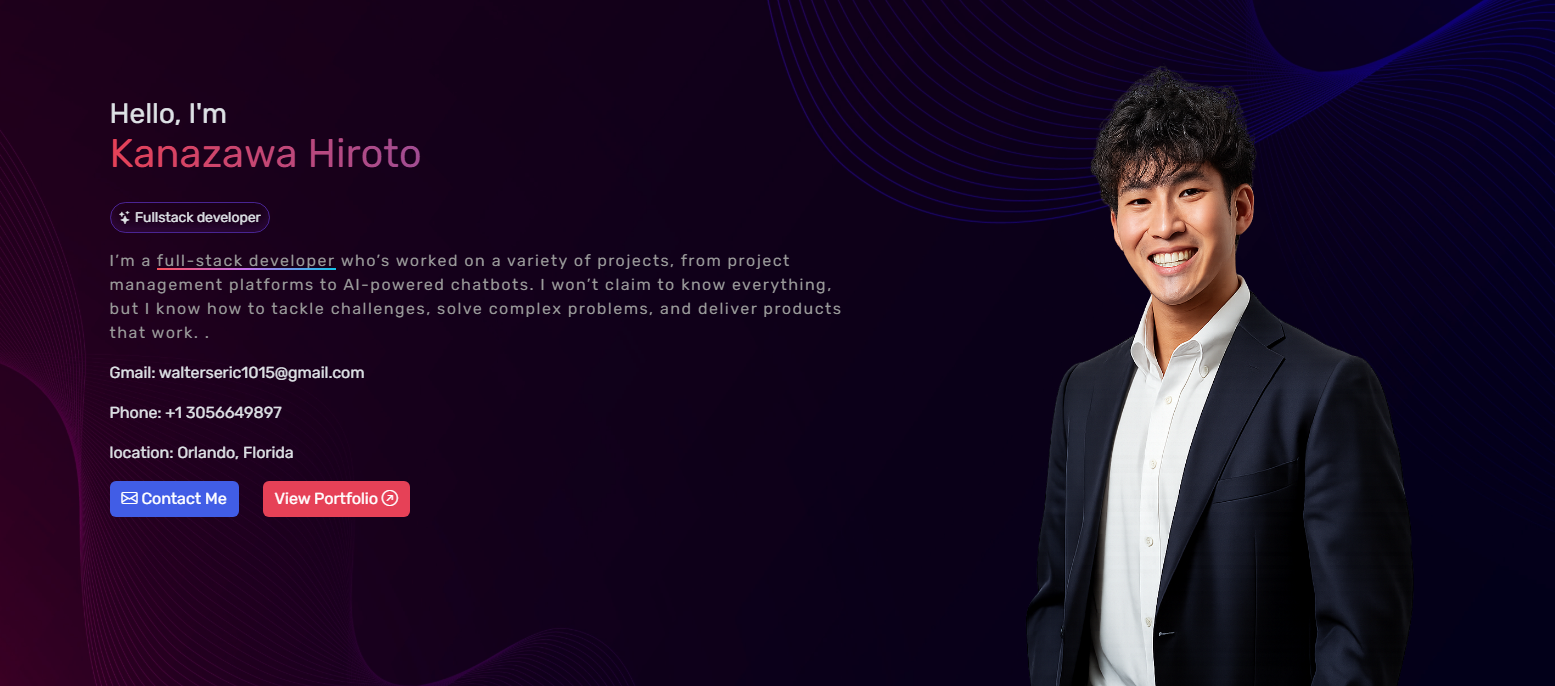 Hello, I'm
Kanazawa Hiroto
Fullstack developer
I’m a full-stack developer who’s worked on a variety of projects, from project
management platforms to AI-powered chatbots. I won’t claim to know everything,
but I know how to tackle challenges, solve complex problems, and deliver products
that work. .
Gmail: walterseric1015@gmail.com
Phone: +1 3056649897
location: Orlando, Florida
Contact Me
View Portfolio